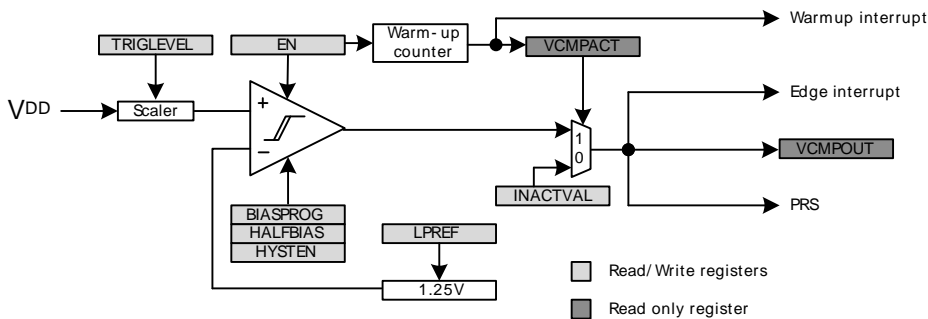 Warmup interrupt
TRIGLEVEL
EN
Warm-up
counter
VCMPACT
VDD
Scaler
+
Edge interrupt
−
1
0
VCMPOUT
INACTVAL
PRS
BIASPROG
HALFBIAS
HYSTEN
LPREF
1.25V
Read/Write registers
Read only register